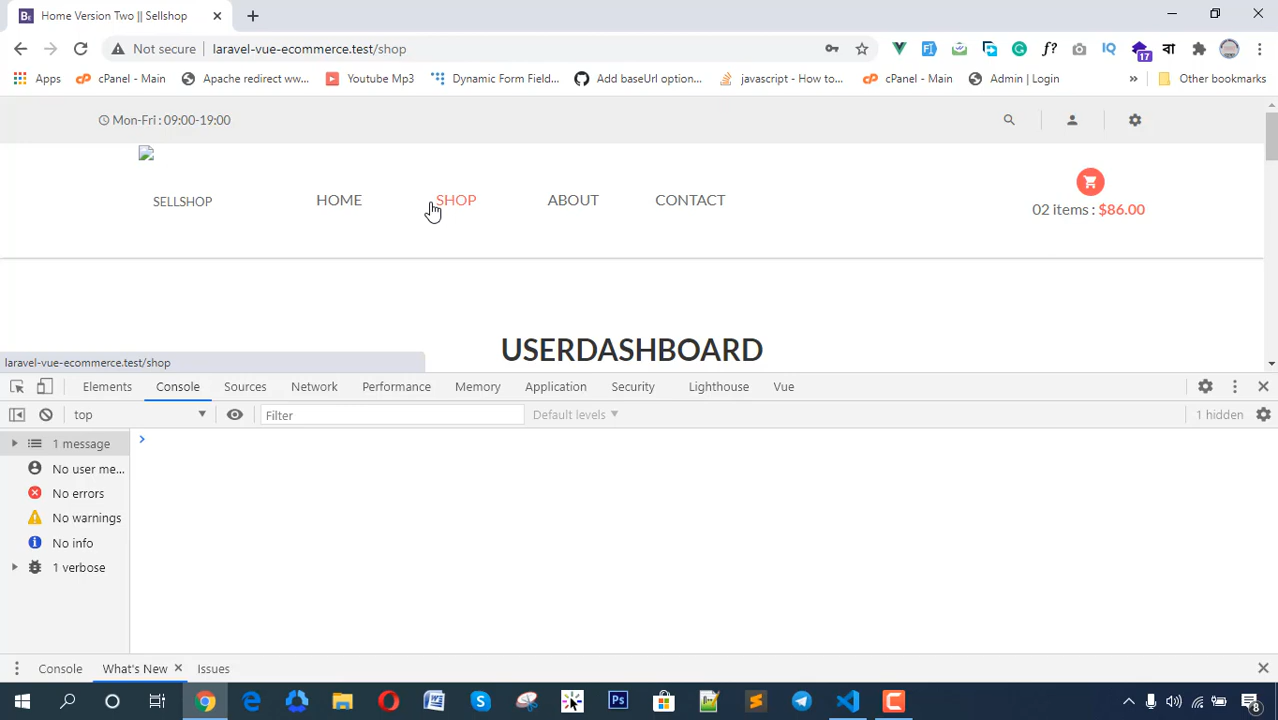 Home Version Two || Sellshop
Not secure
laravel-vue-ecommerce.test/shop
f?
IQ
17
বা
Apps
cPanel - Main
Apache redirect ww...
Youtube Mp3
Dynamic Form Field...
Add baseUrl option...
javascript - How to...
cPanel - Main
Admin | Login
»
Other bookmarks
Mon-Fri : 09:00-19:00
SELLSHOP
HOME
SHOP
ABOUT
CONTACT
02 items : $86.00
USERDASHBOARD
laravel-vue-ecommerce.test/shop
Elements
Console
Sources
Network
Performance
Memory
Application
Security
Lighthouse
Vue
top
Filter
Default levels
1 hidden
1 message
No user me...
No errors
No warnings
No info
1 verbose
Console
What's New
Issues
Ps
8